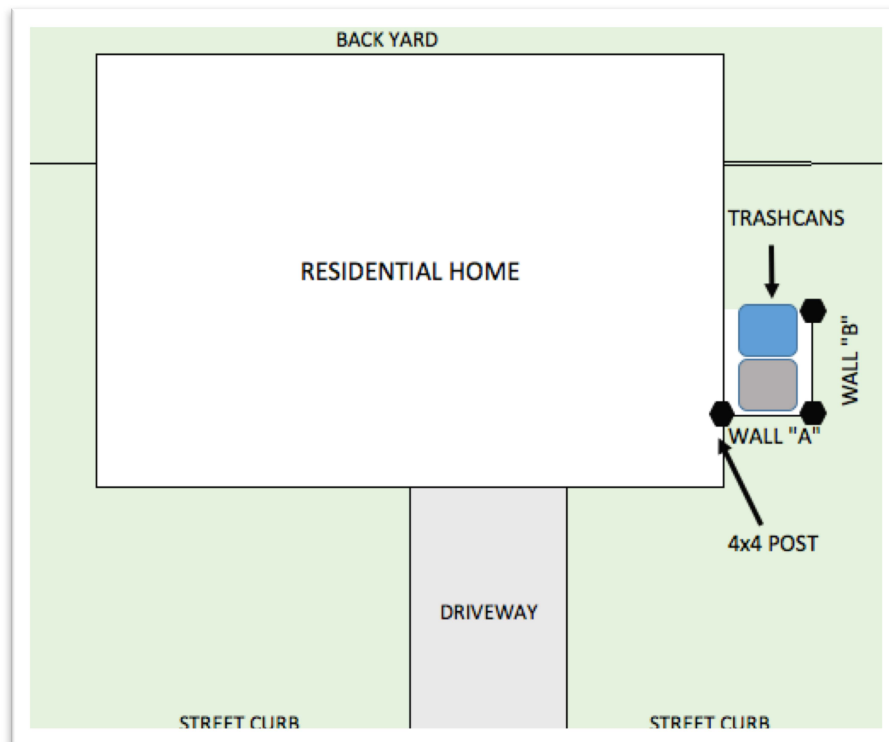 BACK YARD
TRASHCANS
RESIDENTIAL HOME
WALL "B"
WALL "A"
4x4 POST
DRIVEWAY
STREET CURB
STREET CURB